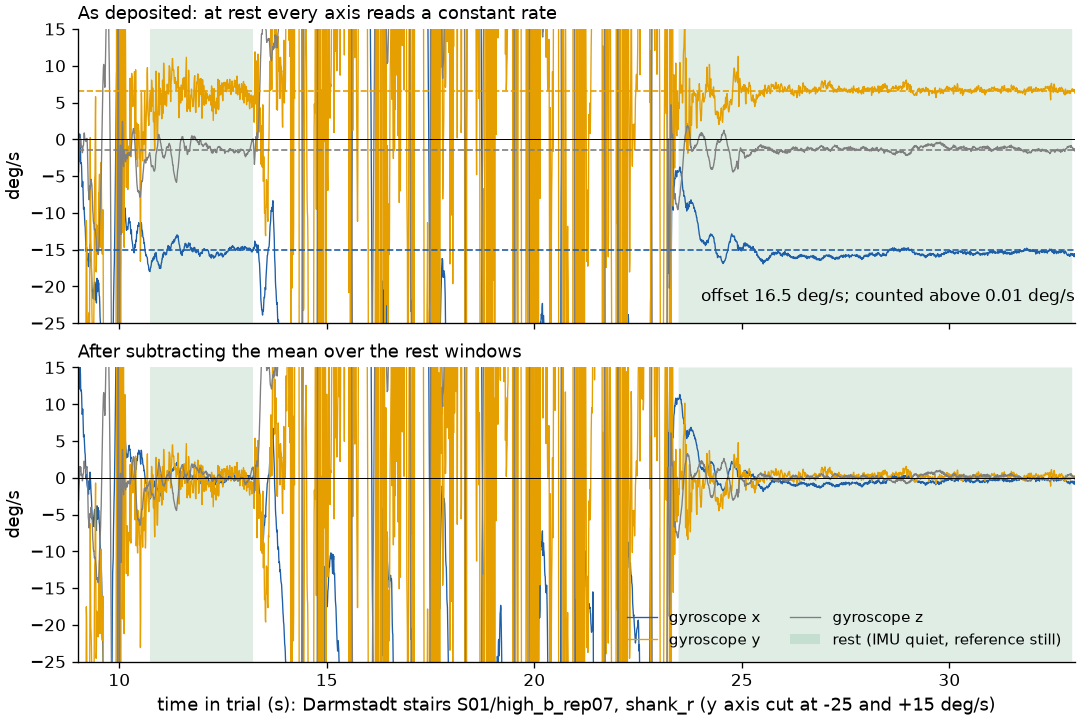 As deposited: at rest every axis reads a constant rate
15
10
5
0
−5
−10
−15
−20
−25
deg/s
offset 16.5 deg/s; counted above 0.01 deg/s
After subtracting the mean over the rest windows
15
10
5
0
−5
−10
−15
−20
−25
deg/s
gyroscope x
gyroscope y
gyroscope z
rest (IMU quiet, reference still)
10
15
20
25
30
time in trial (s): Darmstadt stairs S01/high_b_rep07, shank_r (y axis cut at -25 and +15 deg/s)